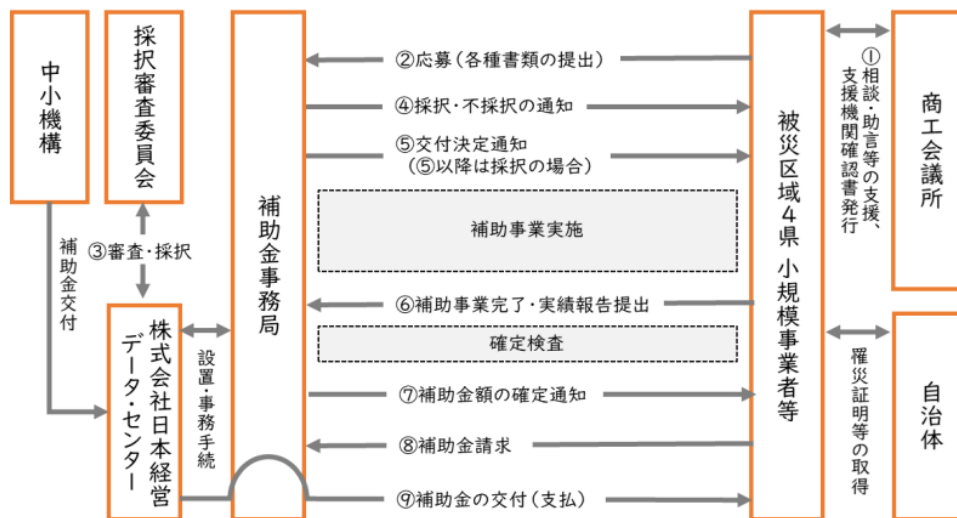 中小機構
採択審査委員会
補助金交付
③審査・採択
株式会社日本経営
データ・センター
設置・事務手続
補助金事務局
②応募（各種書類の提出）
④採択・不採択の通知
⑤交付決定通知
（⑤以降は採択の場合）
補助事業実施
⑥補助事業完了・実績報告提出
確定検査
⑦補助金額の確定通知
⑧補助金請求
⑨補助金の交付（支払）
被災区域4県 小規模事業者等
①相談・助言等の支援、
支援機関確認書発行
商工会議所
罹災証明等の取得
自治体